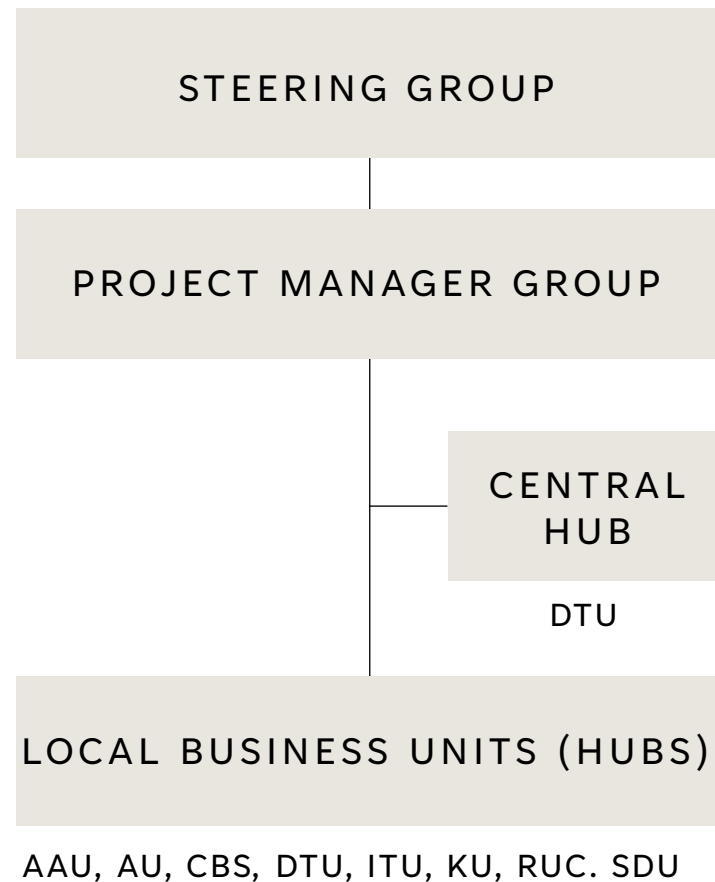 STEERING GROUP
PROJECT MANAGER GROUP
CENTRAL
HUB
DTU
LOCAL BUSINESS UNITS (HUBS)
AAU, AU, CBS, DTU, ITU, KU, RUC. SDU